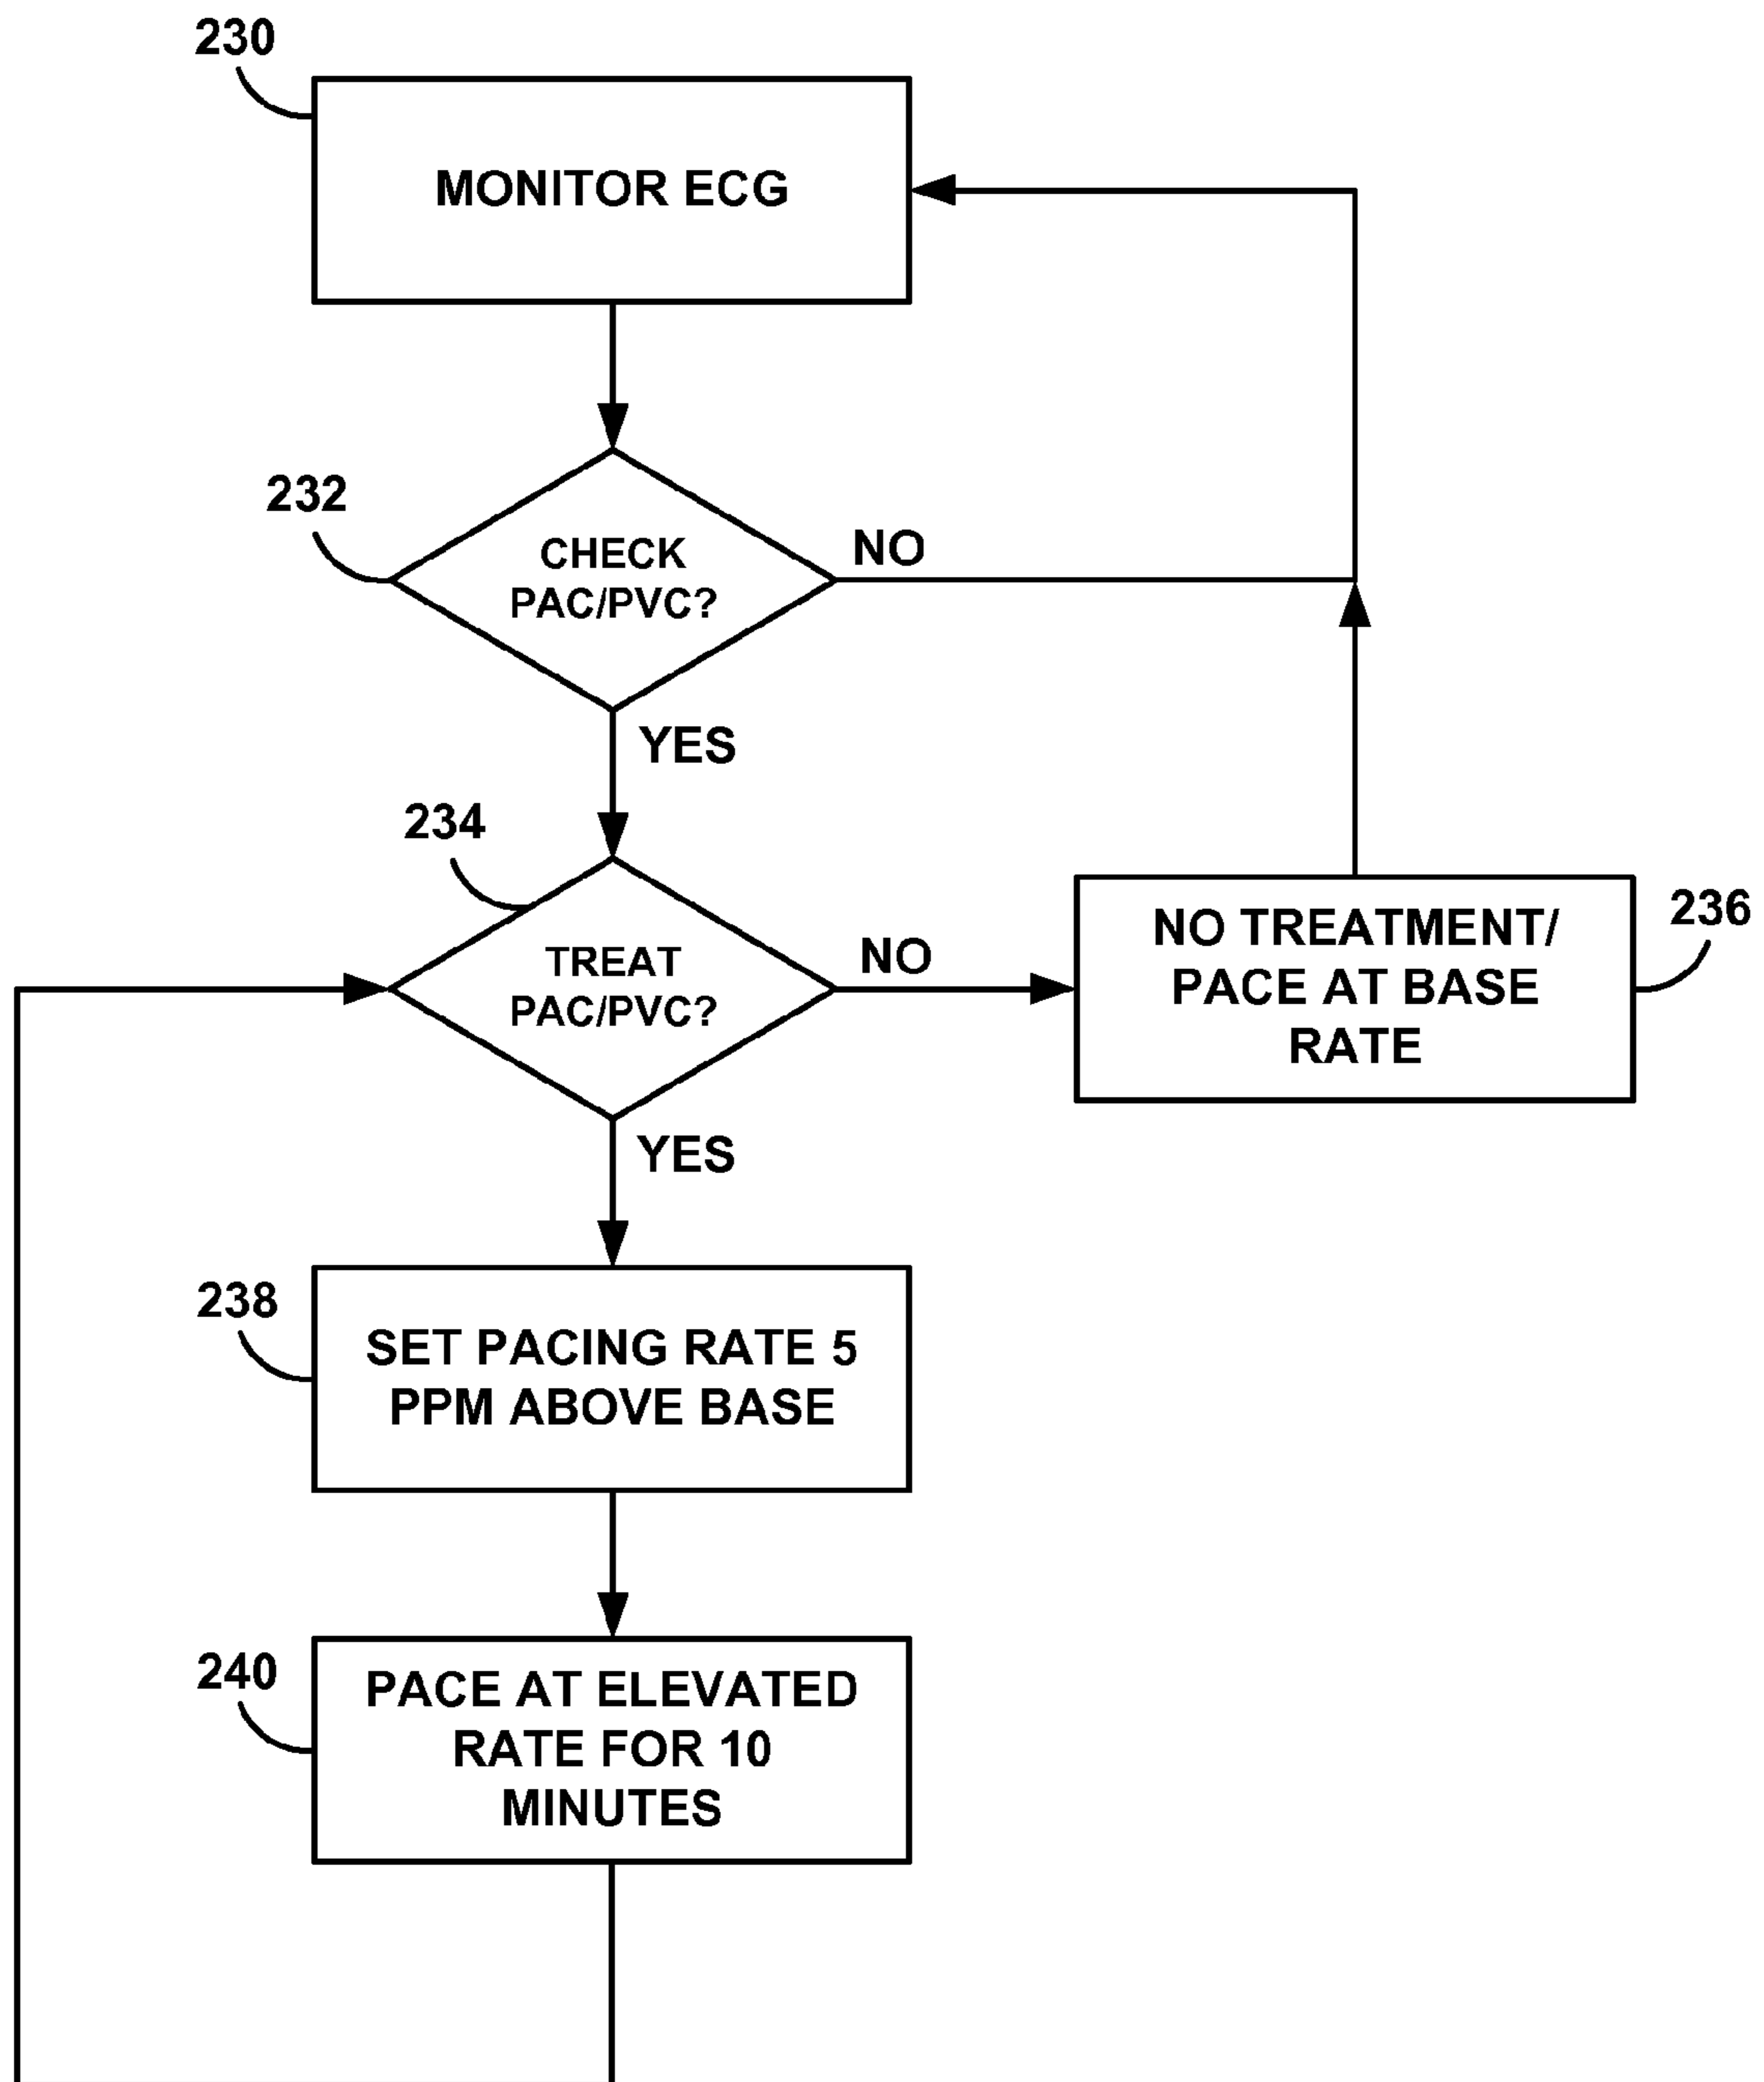 230
MONITOR ECG
232
CHECK
PAC/PVC?
NO
YES
234
TREAT
PAC/PVC?
NO
NO TREATMENT/
PACE AT BASE
RATE
236
YES
238
SET PACING RATE 5
PPM ABOVE BASE
240
PACE AT ELEVATED
RATE FOR 10
MINUTES